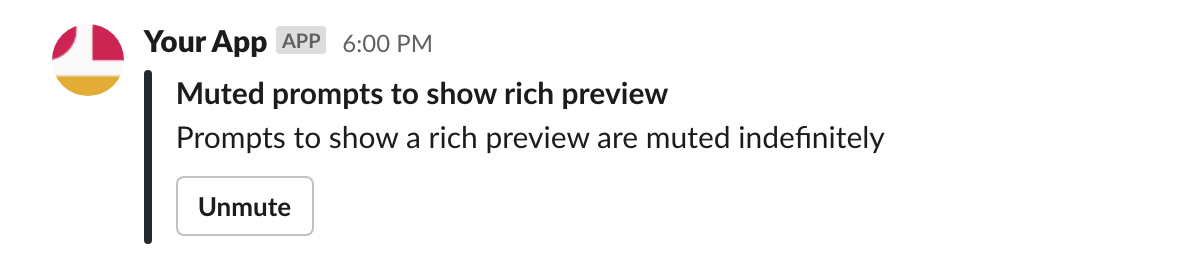 Your App APP 6:00 PM
Muted prompts to show rich preview
Prompts to show a rich preview are muted indefinitely
Unmute